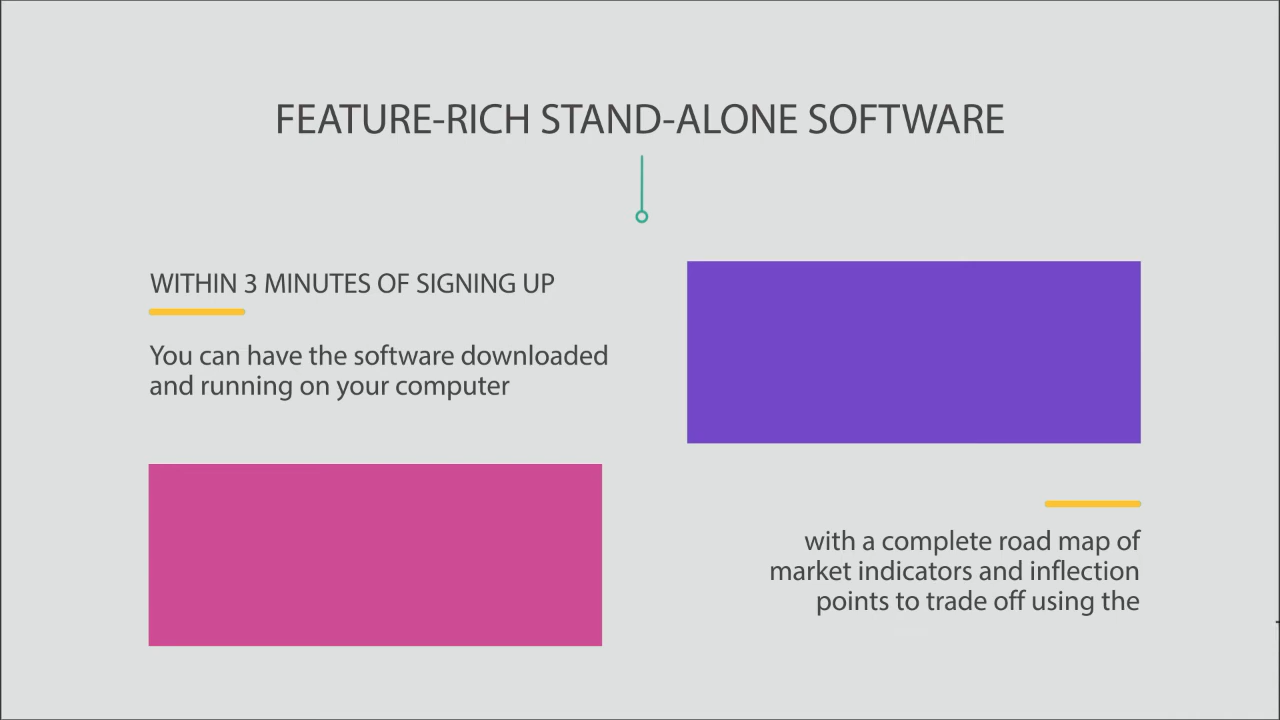 FEATURE-RICH STAND-ALONE SOFTWARE
WITHIN 3 MINUTES OF SIGNING UP
You can have the software downloaded
and running on your computer
with a complete road map of
market indicators and inflection
points to trade off using the